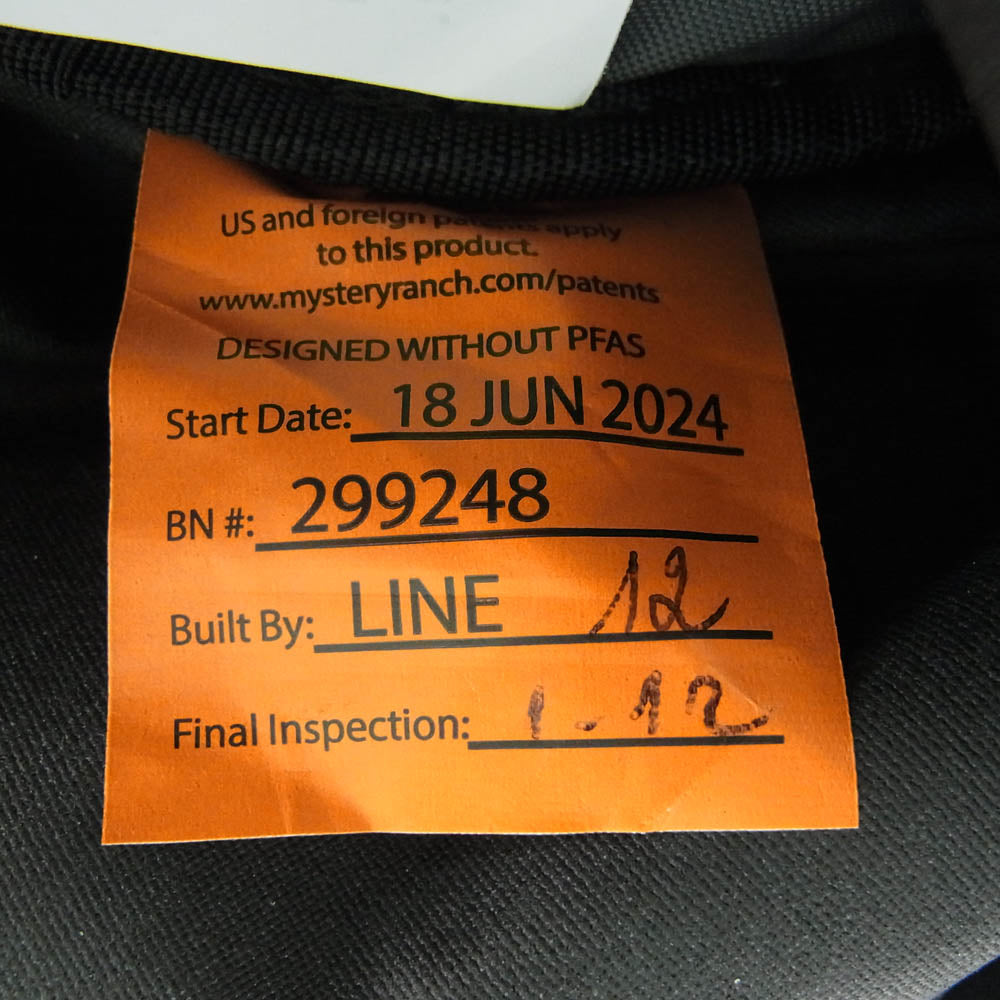 US and foreign patents apply
to this product.
www.mysteryranch.com/patents
DESIGNED WITHOUT PFAS
Start Date: 18 JUN 2024
BN #: 299248
Built By: LINE 12
Final Inspection: 1 - 12